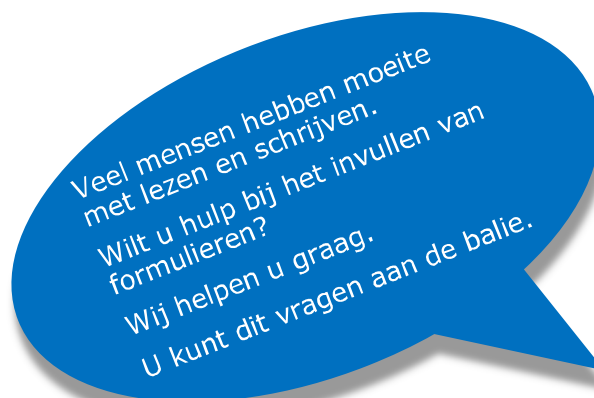 Veel mensen hebben moeite
met lezen en schrijven.
Wilt u hulp bij het invullen van
formulieren?
Wij helpen u graag.
U kunt dit vragen aan de balie.